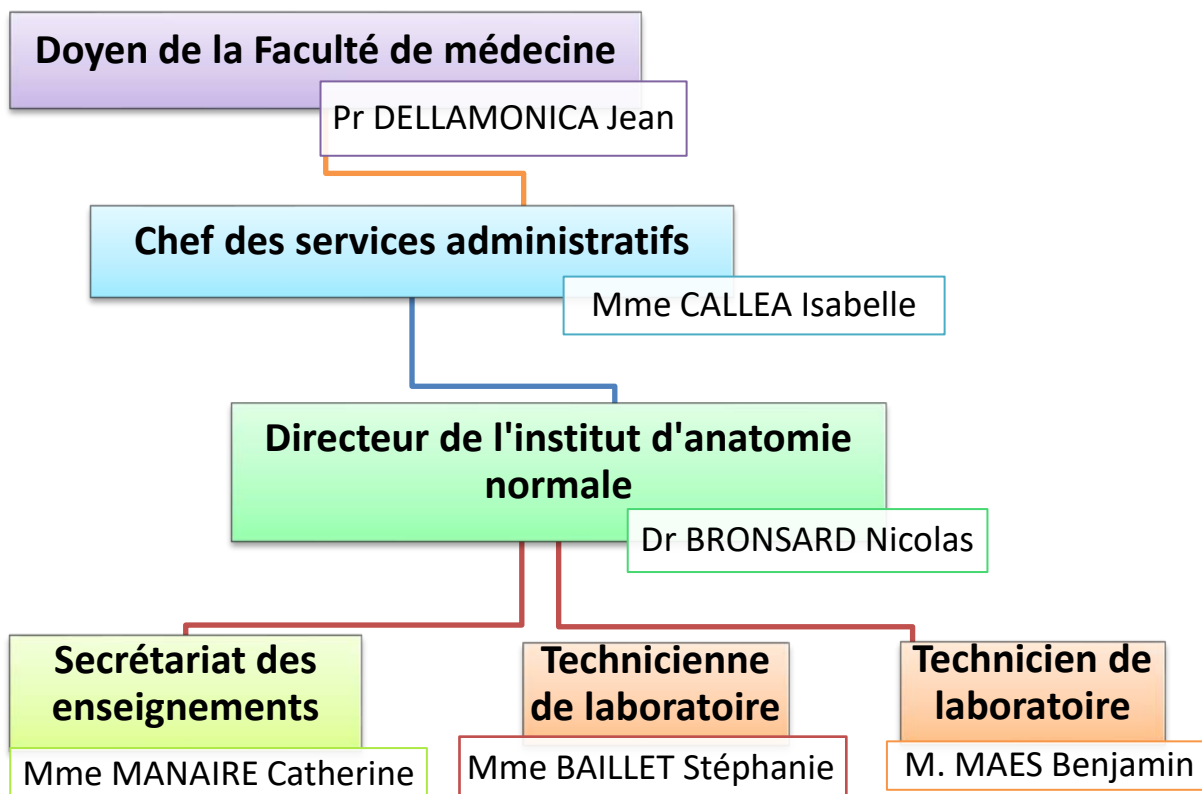 Doyen de la Faculté de médecine
Pr DELLAMONICA Jean
Chef des services administratifs
Mme CALLEA Isabelle
Directeur de l'institut d'anatomie
normale
Dr BRONSARD Nicolas
Secrétariat des
enseignements
Mme MANAIRE Catherine
Technicienne
de laboratoire
Mme BAILLET Stéphanie
Technicien de
laboratoire
M. MAES Benjamin